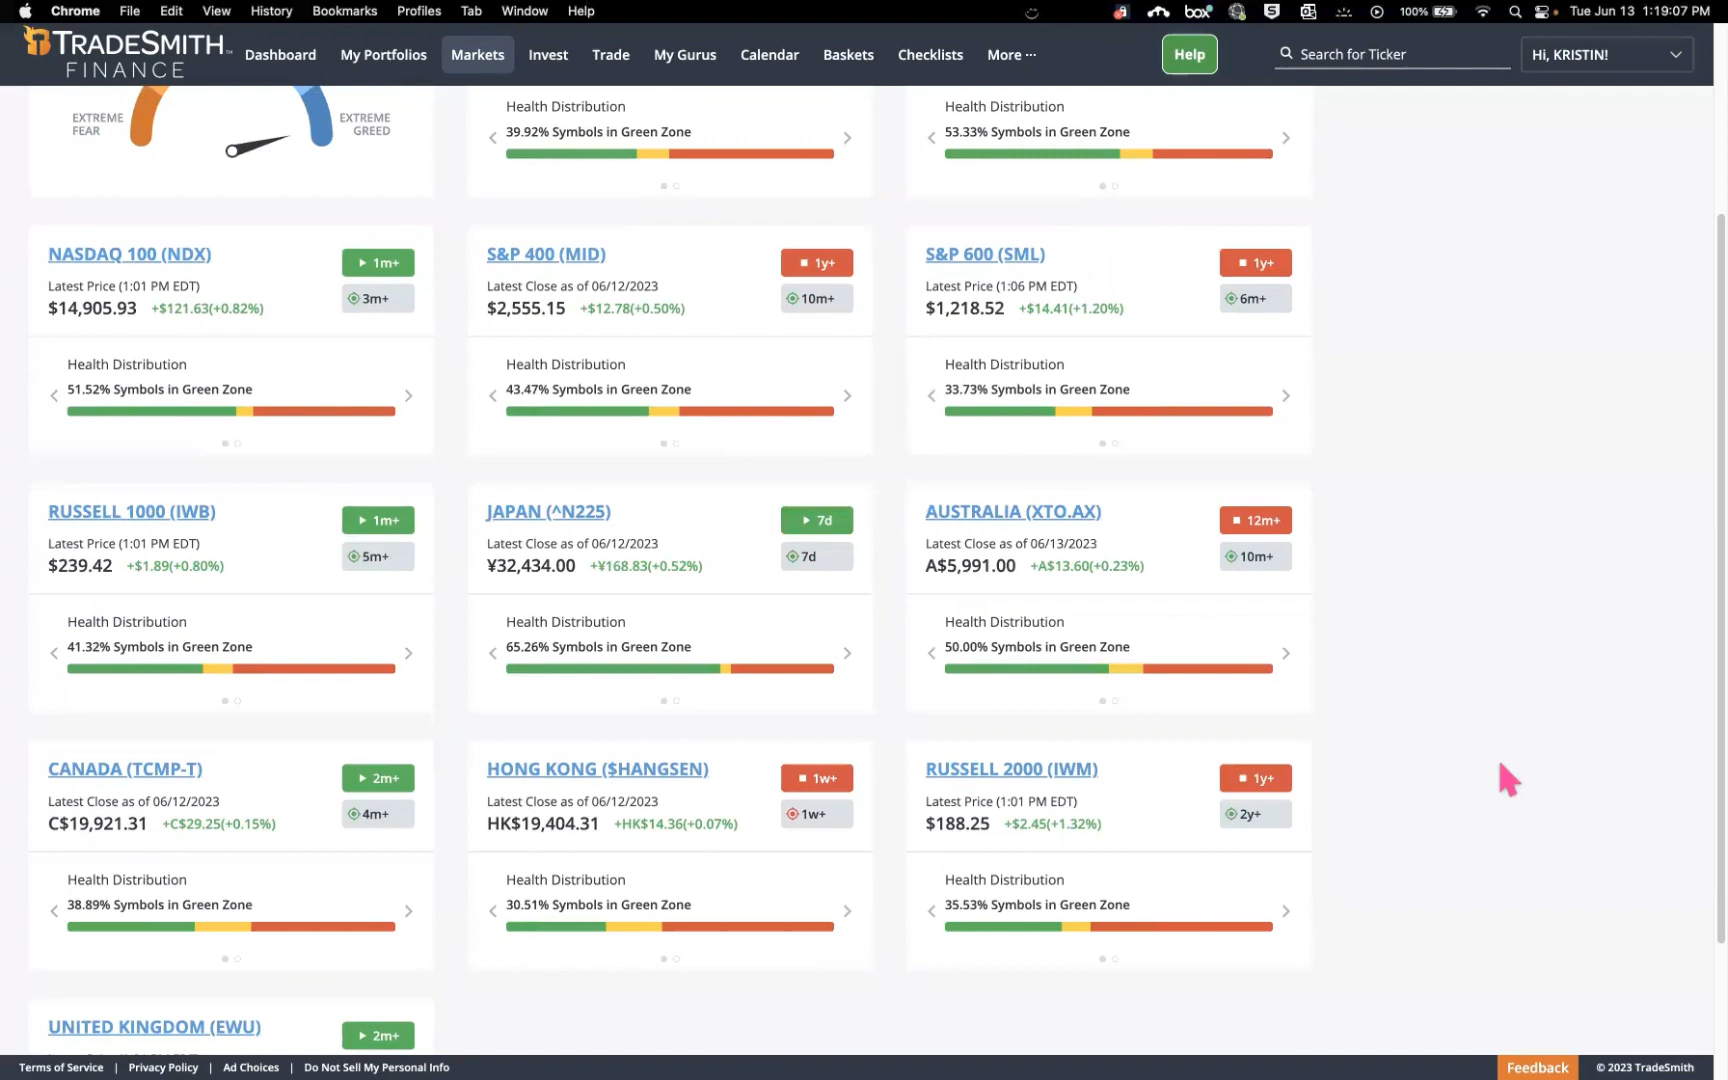 Chrome File Edit View History Bookmarks Profiles Tab Window Help box S 100% Tue Jun 13 1:19:07 PM
TRADESMITH
FINANCE
Dashboard My Portfolios Markets Invest Trade My Gurus Calendar Baskets Checklists More ··· Help Search for Ticker Hi, KRISTIN!
EXTREME
FEAR
EXTREME
GREED
Health Distribution
39.92% Symbols in Green Zone
Health Distribution
53.33% Symbols in Green Zone
NASDAQ 100 (NDX) 1m+
Latest Price (1:01 PM EDT)
$14,905.93 +$121.63(+0.82%) 3m+
Health Distribution
51.52% Symbols in Green Zone
S&P 400 (MID) 1y+
Latest Close as of 06/12/2023
$2,555.15 +$12.78(+0.50%) 10m+
Health Distribution
43.47% Symbols in Green Zone
S&P 600 (SML) 1y+
Latest Price (1:06 PM EDT)
$1,218.52 +$14.41(+1.20%) 6m+
Health Distribution
33.73% Symbols in Green Zone
RUSSELL 1000 (IWB) 1m+
Latest Price (1:01 PM EDT)
$239.42 +$1.89(+0.80%) 5m+
Health Distribution
41.32% Symbols in Green Zone
JAPAN (^N225) 7d
Latest Close as of 06/12/2023
¥32,434.00 +¥168.83(+0.52%) 7d
Health Distribution
65.26% Symbols in Green Zone
AUSTRALIA (XTO.AX) 12m+
Latest Close as of 06/13/2023
A$5,991.00 +A$13.60(+0.23%) 10m+
Health Distribution
50.00% Symbols in Green Zone
CANADA (TCMP-T) 2m+
Latest Close as of 06/12/2023
C$19,921.31 +C$29.25(+0.15%) 4m+
Health Distribution
38.89% Symbols in Green Zone
HONG KONG ($HANGSEN) 1w+
Latest Close as of 06/12/2023
HK$19,404.31 +HK$14.36(+0.07%) 1w+
Health Distribution
30.51% Symbols in Green Zone
RUSSELL 2000 (IWM) 1y+
Latest Price (1:01 PM EDT)
$188.25 +$2.45(+1.32%) 2y+
Health Distribution
35.53% Symbols in Green Zone
UNITED KINGDOM (EWU) 2m+
Terms of Service | Privacy Policy | Ad Choices | Do Not Sell My Personal Info Feedback © 2023 TradeSmith